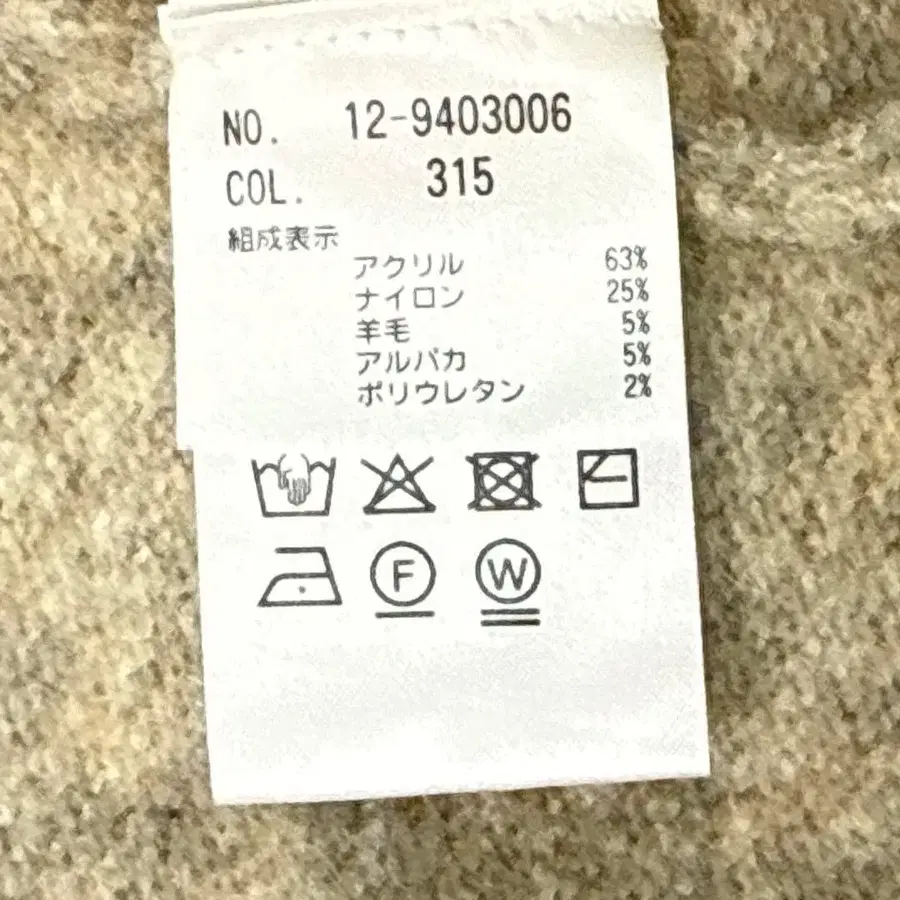 NO. 12-9403006
COL. 315
組成表示
アクリル 63%
ナイロン 25%
羊毛 5%
アルパカ 5%
ポリウレタン 2%
F W